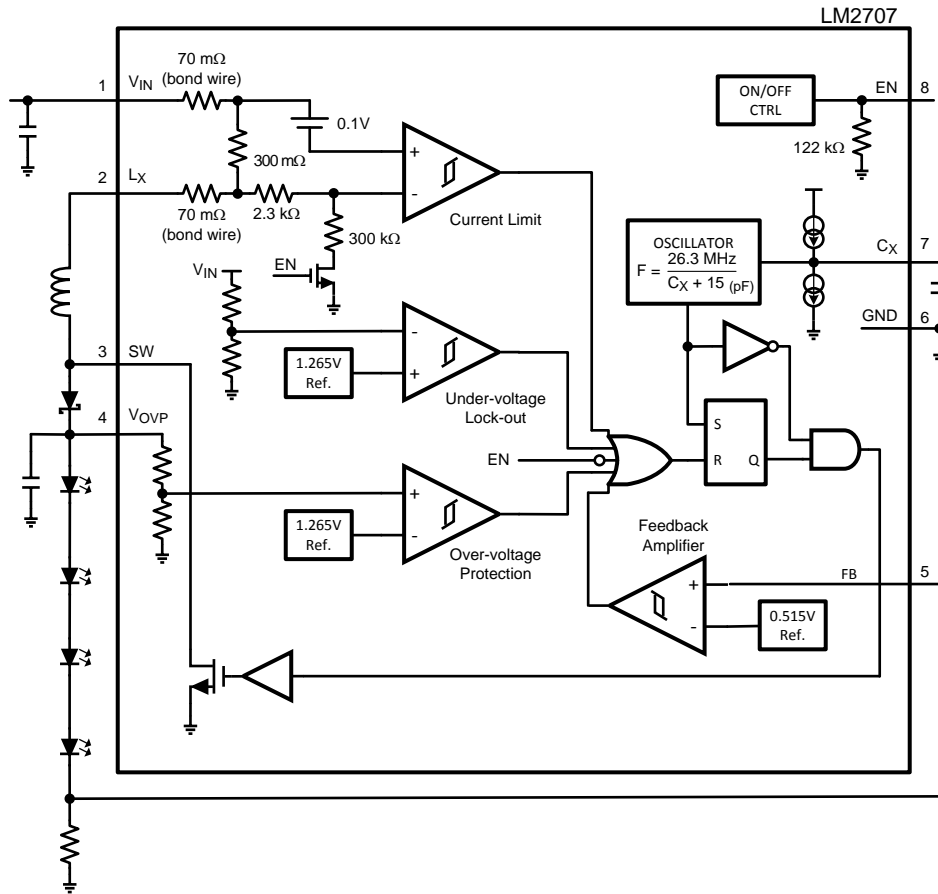 LM2707
70 mΩ
(bond wire)
1
VIN
EN
8
ON/OFF
CTRL
0.1V
+
122 kΩ
300 mΩ
2
LX
-
70 mΩ
(bond wire)
2.3 kΩ
Current Limit
300 kΩ
OSCILLATOR
F = 26.3 MHz
CX + 15 (pF)
CX
7
EN
VIN
GND
6
-
3
SW
1.265V
Ref.
+
Under-voltage
Lock-out
4
VOVP
S
R
Q
EN
+
1.265V
Ref.
-
Over-voltage
Protection
Feedback
Amplifier
+
FB
5
-
0.515V
Ref.